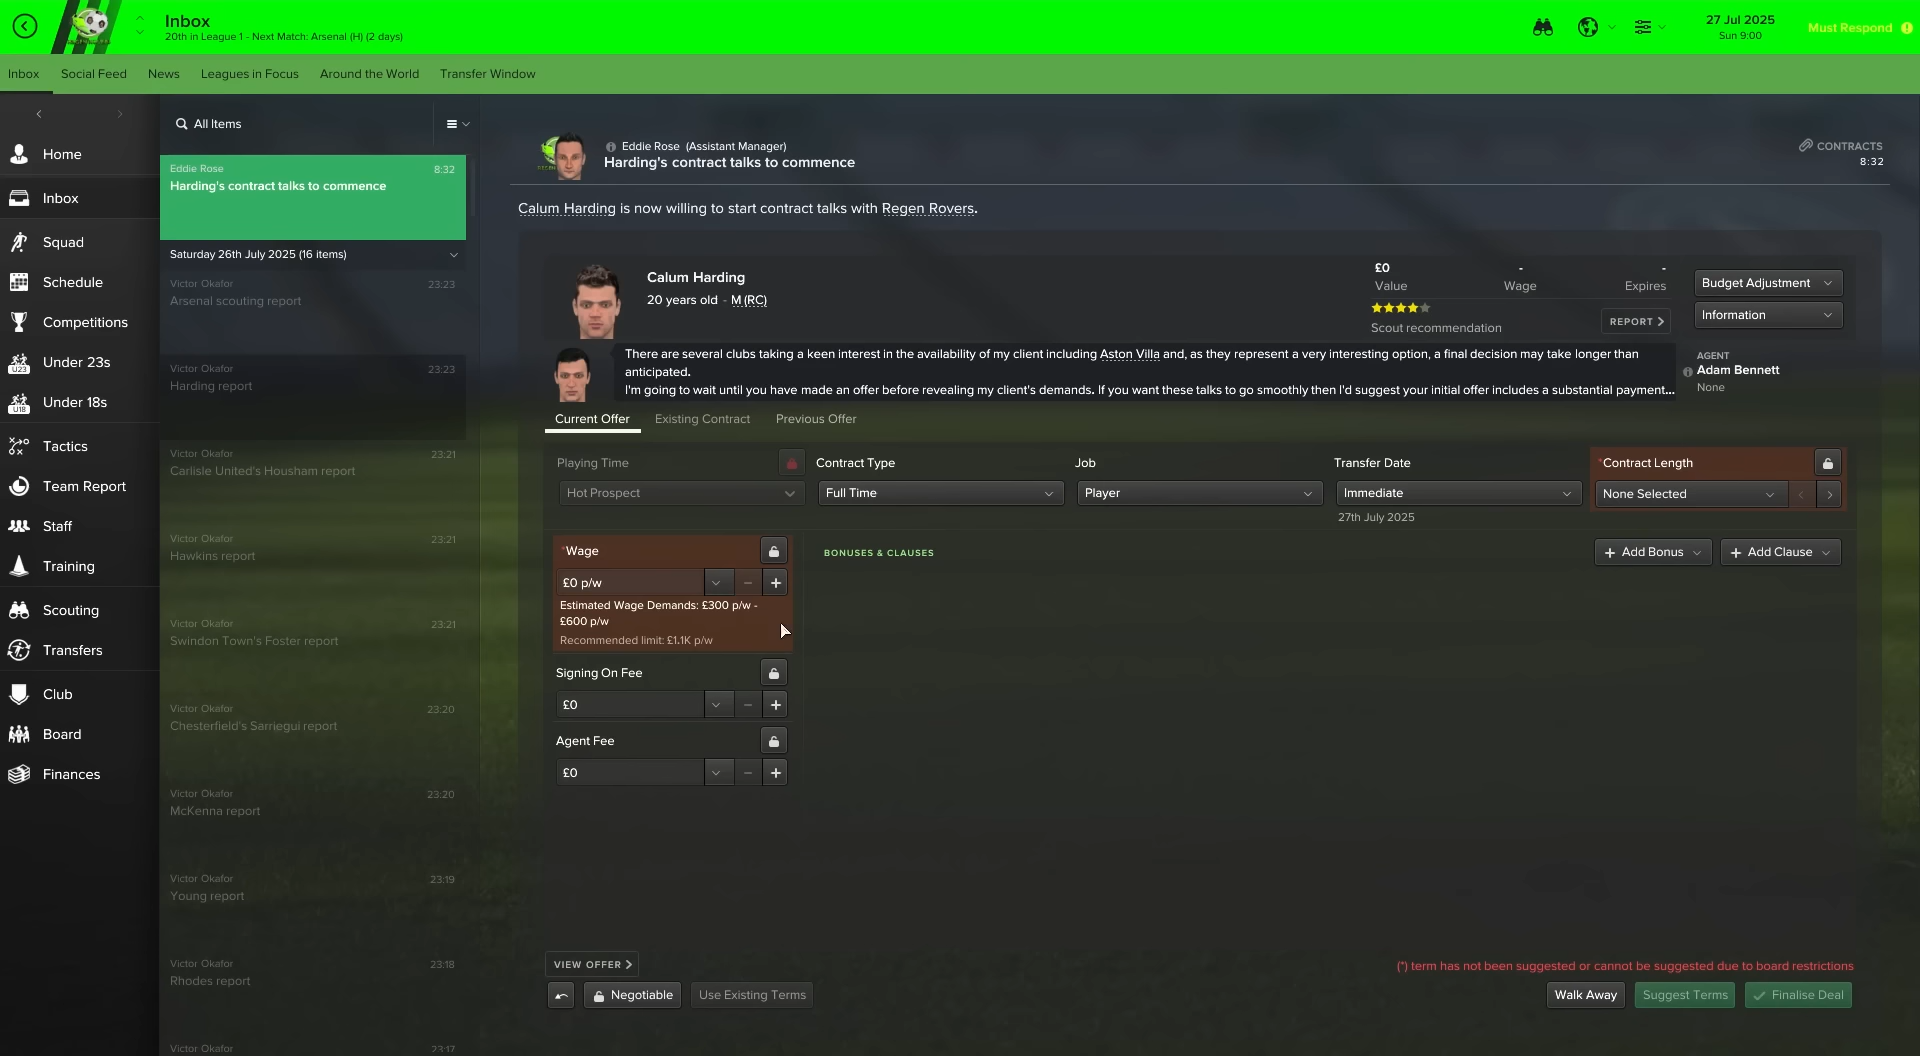 Inbox
20th in League 1 - Next Match: Arsenal (H) (2 days)
27 Jul 2025
Sun 9:00
Must Respond
Inbox
Social Feed
News
Leagues in Focus
Around the World
Transfer Window
Home
Inbox
Squad
Schedule
Competitions
U23
Under 23s
U18
Under 18s
Tactics
Team Report
Staff
Training
Scouting
Transfers
Club
Board
Finances
All Items
Eddie Rose 8:32
Harding's contract talks to commence
Saturday 26th July 2025 (16 items)
Victor Okafor 23:23
Arsenal scouting report
Victor Okafor 23:23
Harding report
Victor Okafor 23:21
Carlisle United's Housham report
Victor Okafor 23:21
Hawkins report
Victor Okafor 23:21
Swindon Town's Foster report
Victor Okafor 23:20
Chesterfield's Sarriegui report
Victor Okafor 23:20
McKenna report
Victor Okafor 23:19
Young report
Victor Okafor 23:18
Rhodes report
Victor Okafor 23:17
Eddie Rose (Assistant Manager)
Harding's contract talks to commence
CONTRACTS
8:32
Calum Harding is now willing to start contract talks with Regen Rovers.
Calum Harding
20 years old - M (RC)
£0 - -
Value Wage Expires
Scout recommendation
REPORT
Budget Adjustment
Information
There are several clubs taking a keen interest in the availability of my client including Aston Villa and, as they represent a very interesting option, a final decision may take longer than
anticipated.
I'm going to wait until you have made an offer before revealing my client's demands. If you want these talks to go smoothly then I'd suggest your initial offer includes a substantial payment...
AGENT
Adam Bennett
None
Current Offer
Existing Contract
Previous Offer
Playing Time
Hot Prospect
Contract Type
Full Time
Job
Player
Transfer Date
Immediate
27th July 2025
*Contract Length
None Selected
*Wage
£0 p/w
Estimated Wage Demands: £300 p/w -
£600 p/w
Recommended limit: £1.1K p/w
Signing On Fee
£0
Agent Fee
£0
BONUSES & CLAUSES
+ Add Bonus
+ Add Clause
VIEW OFFER
Negotiable
Use Existing Terms
(*) term has not been suggested or cannot be suggested due to board restrictions
Walk Away
Suggest Terms
Finalise Deal